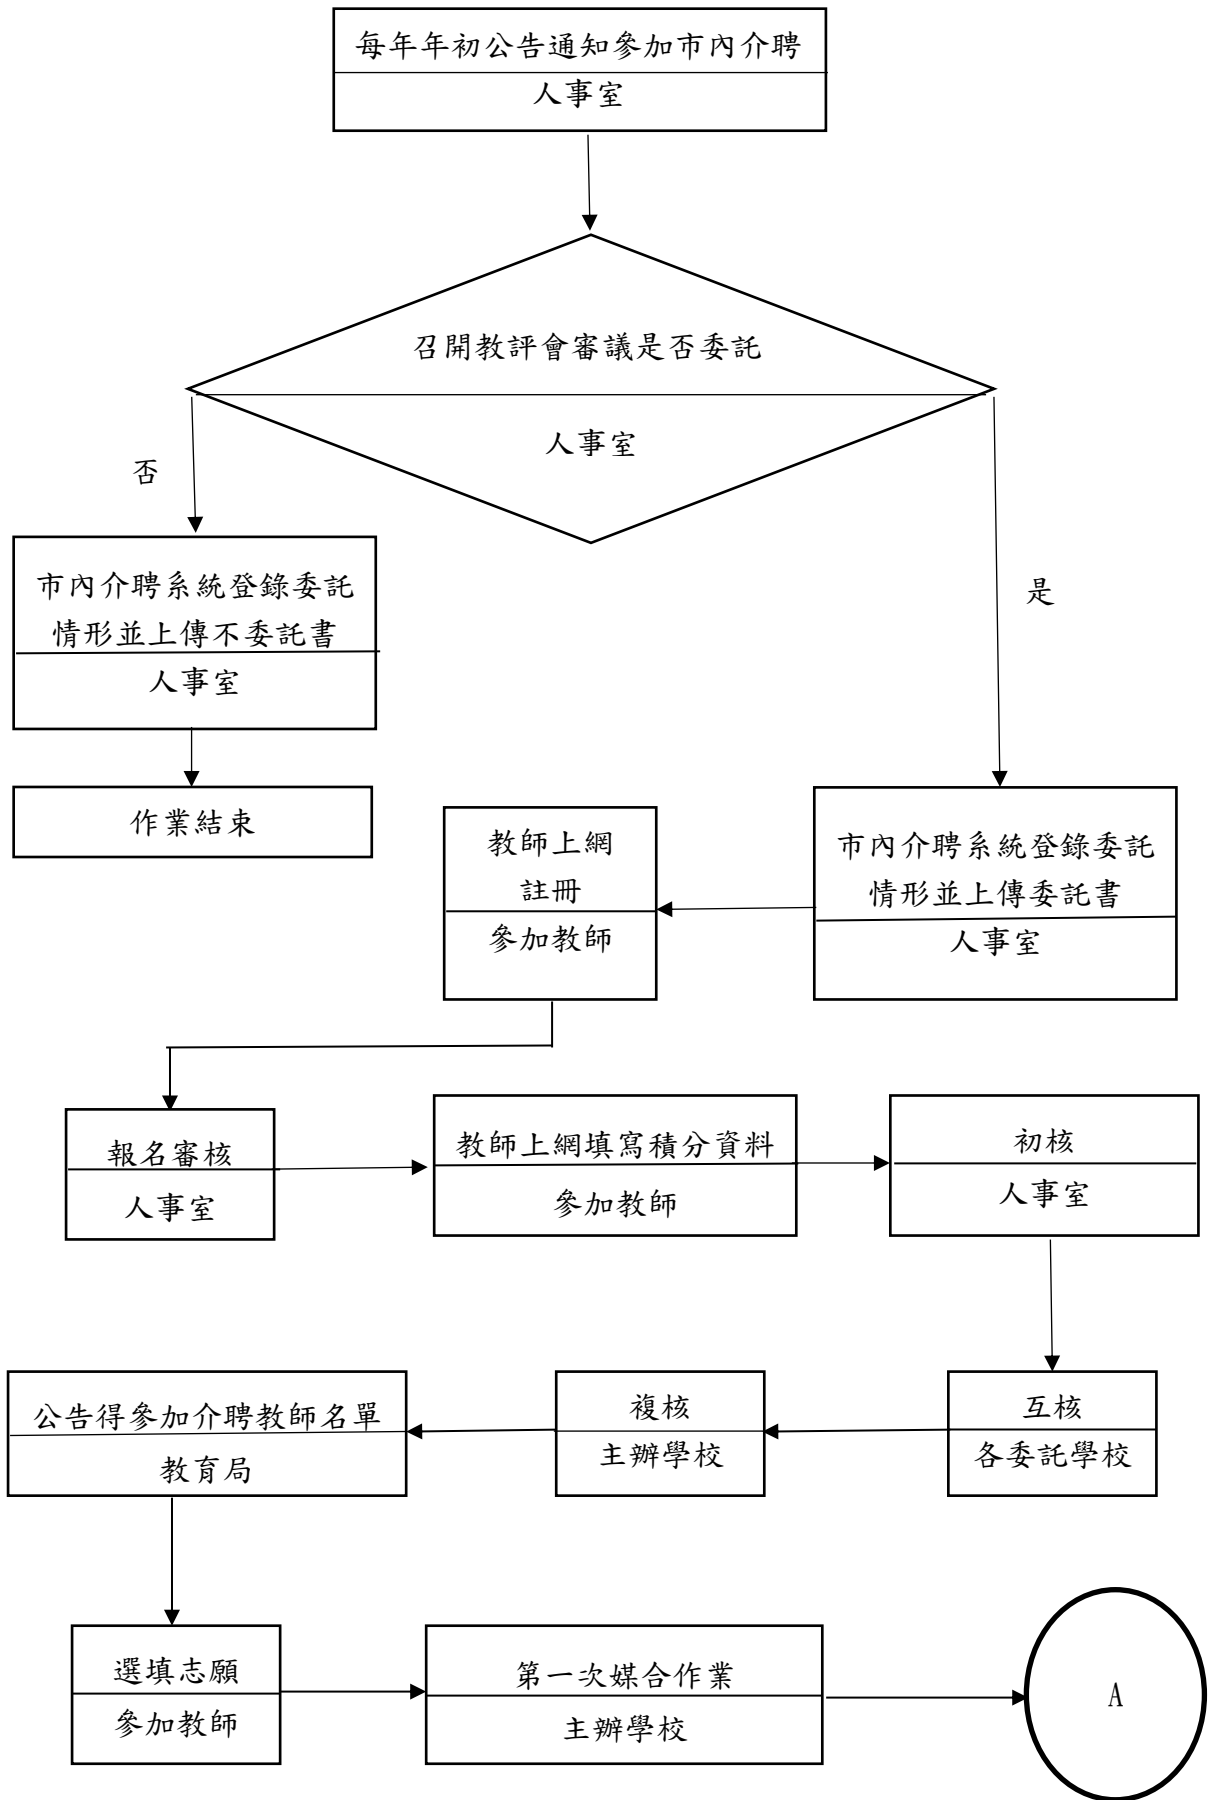 每年年初公告通知參加市內介聘
人事室
召開教評會審議是否委託
人事室
否
是
市內介聘系統登錄委託
情形並上傳不委託書
人事室
作業結束
市內介聘系統登錄委託
情形並上傳委託書
人事室
教師上網
註冊
參加教師
報名審核
人事室
教師上網填寫積分資料
參加教師
初核
人事室
互核
各委託學校
複核
主辦學校
公告得參加介聘教師名單
教育局
選填志願
參加教師
第一次媒合作業
主辦學校
A